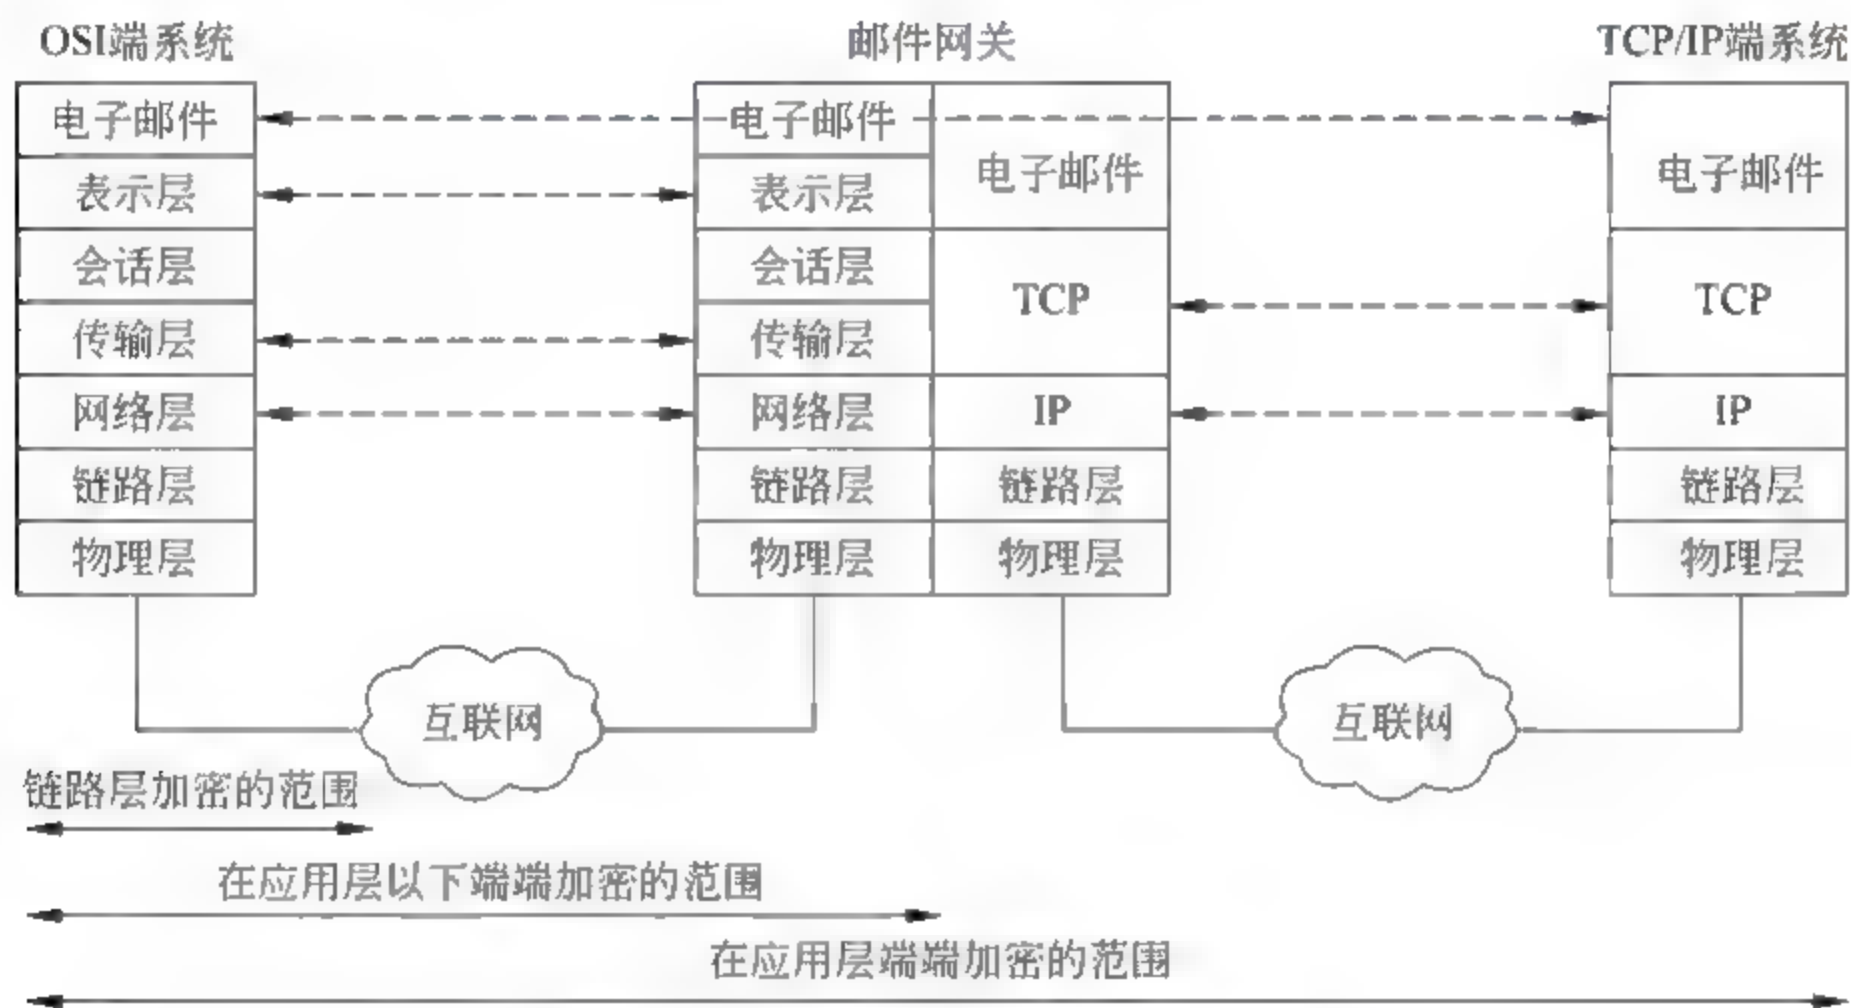 OSI端系统
邮件网关
TCP/IP端系统
电子邮件
表示层
会话层
传输层
网络层
链路层
物理层
电子邮件
表示层
会话层
传输层
网络层
链路层
物理层
电子邮件
TCP
IP
链路层
物理层
电子邮件
TCP
IP
链路层
物理层
互联网
互联网
链路层加密的范围
在应用层以下端端加密的范围
在应用层端端加密的范围